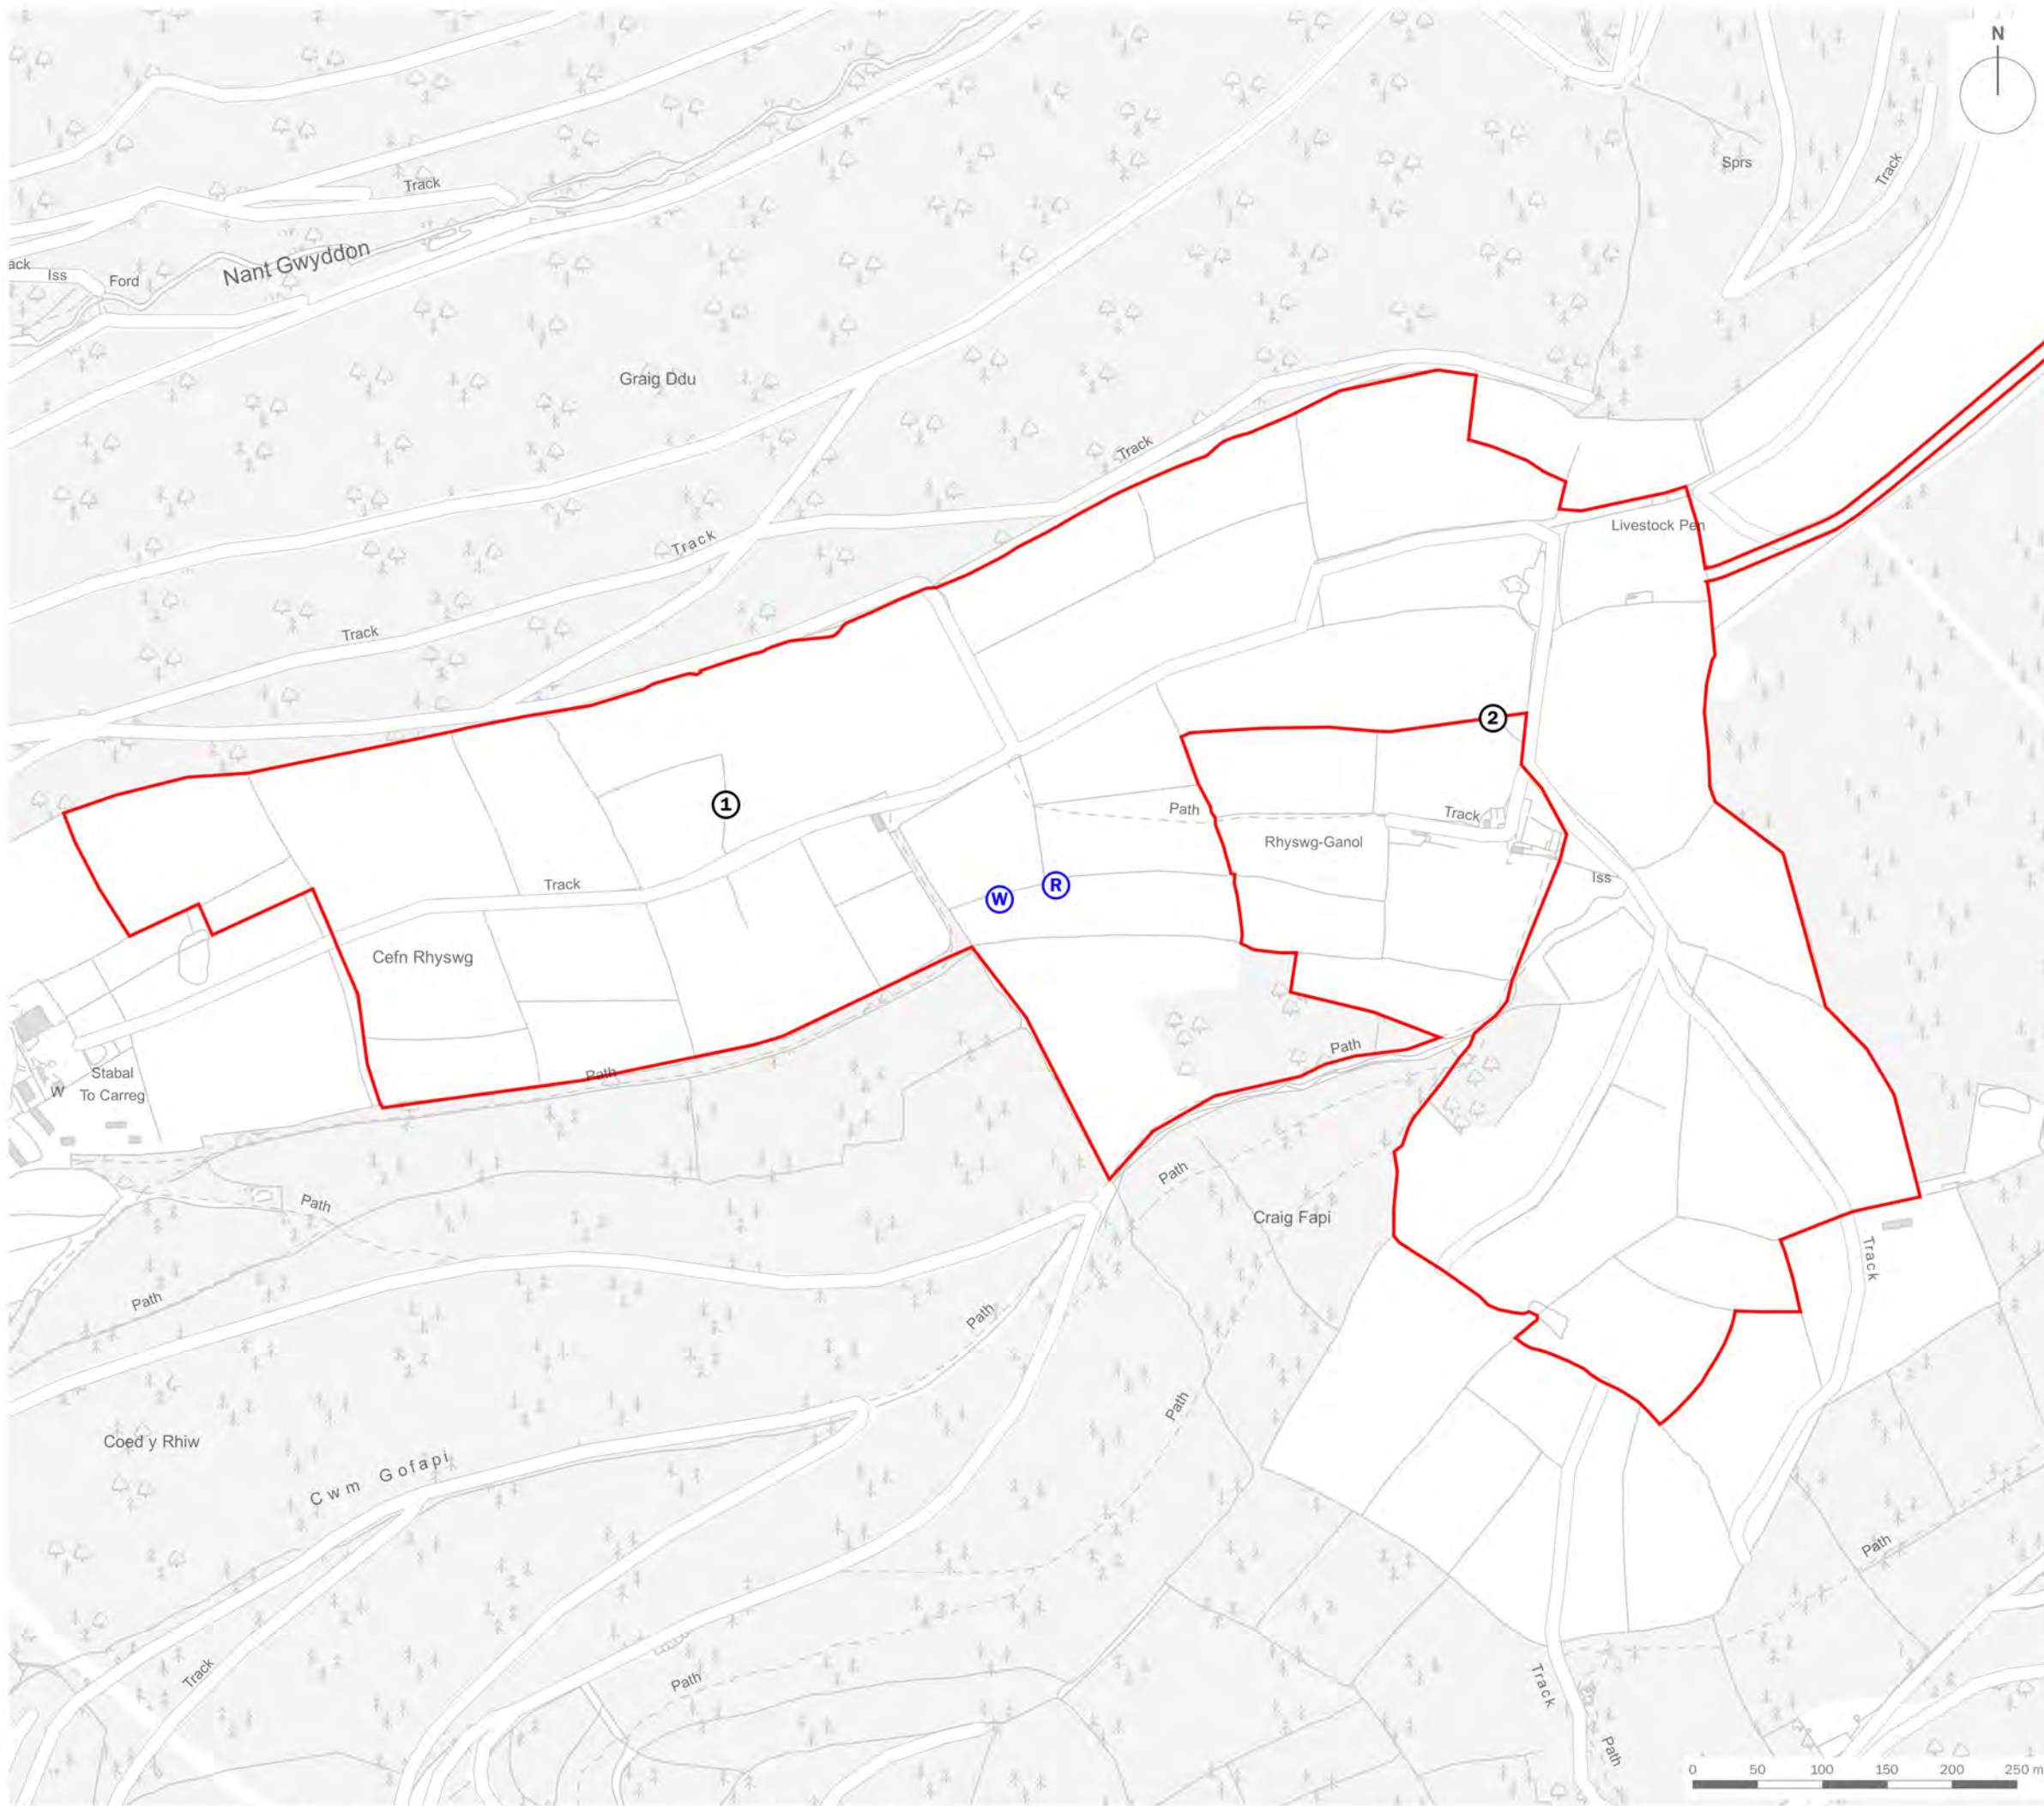 N
Sprs
Track
Track
Nant Gwyddon
Iss
Ford
Graig Ddu
Track
Livestock Pen
Track
Track
2
1
Path
Track
Rhyswg-Ganol
Iss
W
R
Track
Cefn Rhyswg
Path
Path
Stabal
W
To Carreg
Path
Path
Craig Fapi
Track
Path
Path
Path
Coed y Rhiw
Cwm Gofapi
Path
Track
Path
Track
Path
0 50 100 150 200 250 m